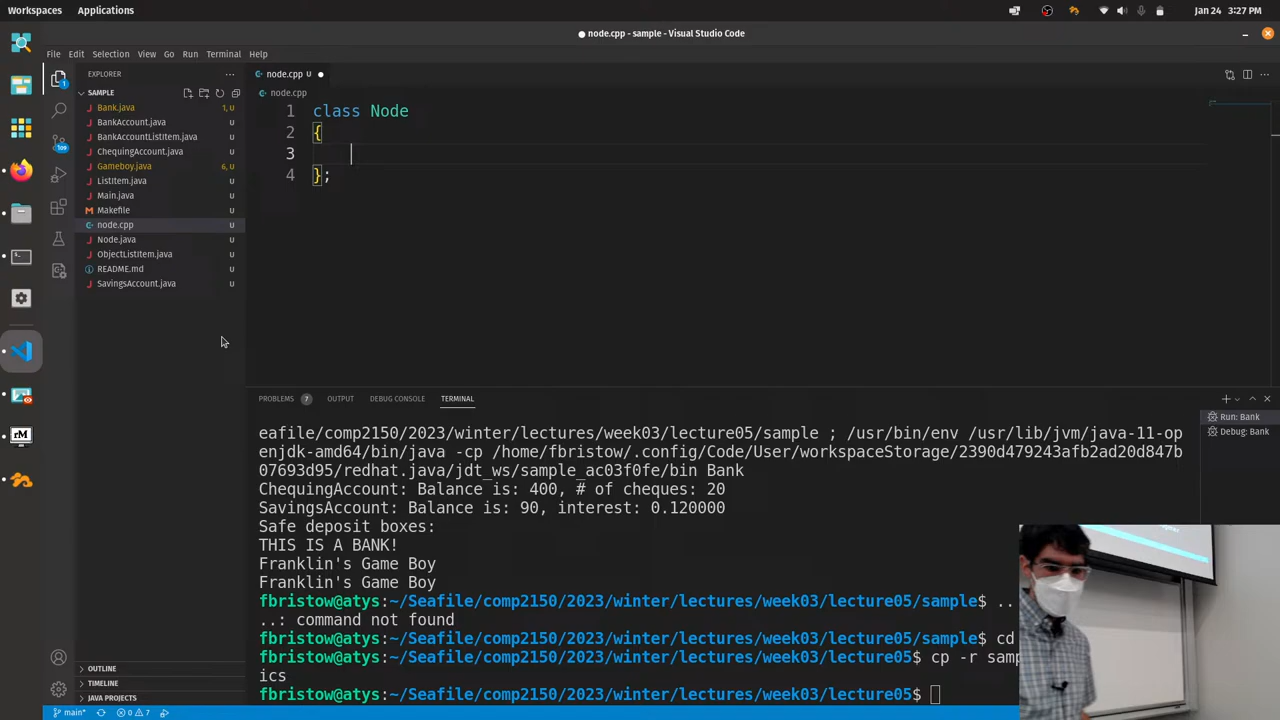 Workspaces
Applications
Jan 24 3:27 PM
● node.cpp - sample - Visual Studio Code
File Edit Selection View Go Run Terminal Help
EXPLORER
SAMPLE
Bank.java 1, U
BankAccount.java U
BankAccountListItem.java U
ChequingAccount.java U
Gameboy.java 6, U
ListItem.java U
Main.java U
Makefile U
node.cpp U
Node.java U
ObjectListItem.java U
README.md U
SavingsAccount.java U
OUTLINE
TIMELINE
JAVA PROJECTS
1
109
node.cpp U
node.cpp
1 class Node
2 {
3
4 };
PROBLEMS 7 OUTPUT DEBUG CONSOLE TERMINAL
Run: Bank
Debug: Bank
eafile/comp2150/2023/winter/lectures/week03/lecture05/sample ; /usr/bin/env /usr/lib/jvm/java-11-op
enjdk-amd64/bin/java -cp /home/fbristow/.config/Code/User/workspaceStorage/2390d479243afb2ad20d847b
07693d95/redhat.java/jdt_ws/sample_ac03f0fe/bin Bank
ChequingAccount: Balance is: 400, # of cheques: 20
SavingsAccount: Balance is: 90, interest: 0.120000
Safe deposit boxes:
THIS IS A BANK!
Franklin's Game Boy
Franklin's Game Boy
fbristow@atys:~/Seafile/comp2150/2023/winter/lectures/week03/lecture05/sample$ ..
..: command not found
fbristow@atys:~/Seafile/comp2150/2023/winter/lectures/week03/lecture05/sample$ cd
fbristow@atys:~/Seafile/comp2150/2023/winter/lectures/week03/lecture05$ cp -r samp
ics
fbristow@atys:~/Seafile/comp2150/2023/winter/lectures/week03/lecture05$
main* 0 7